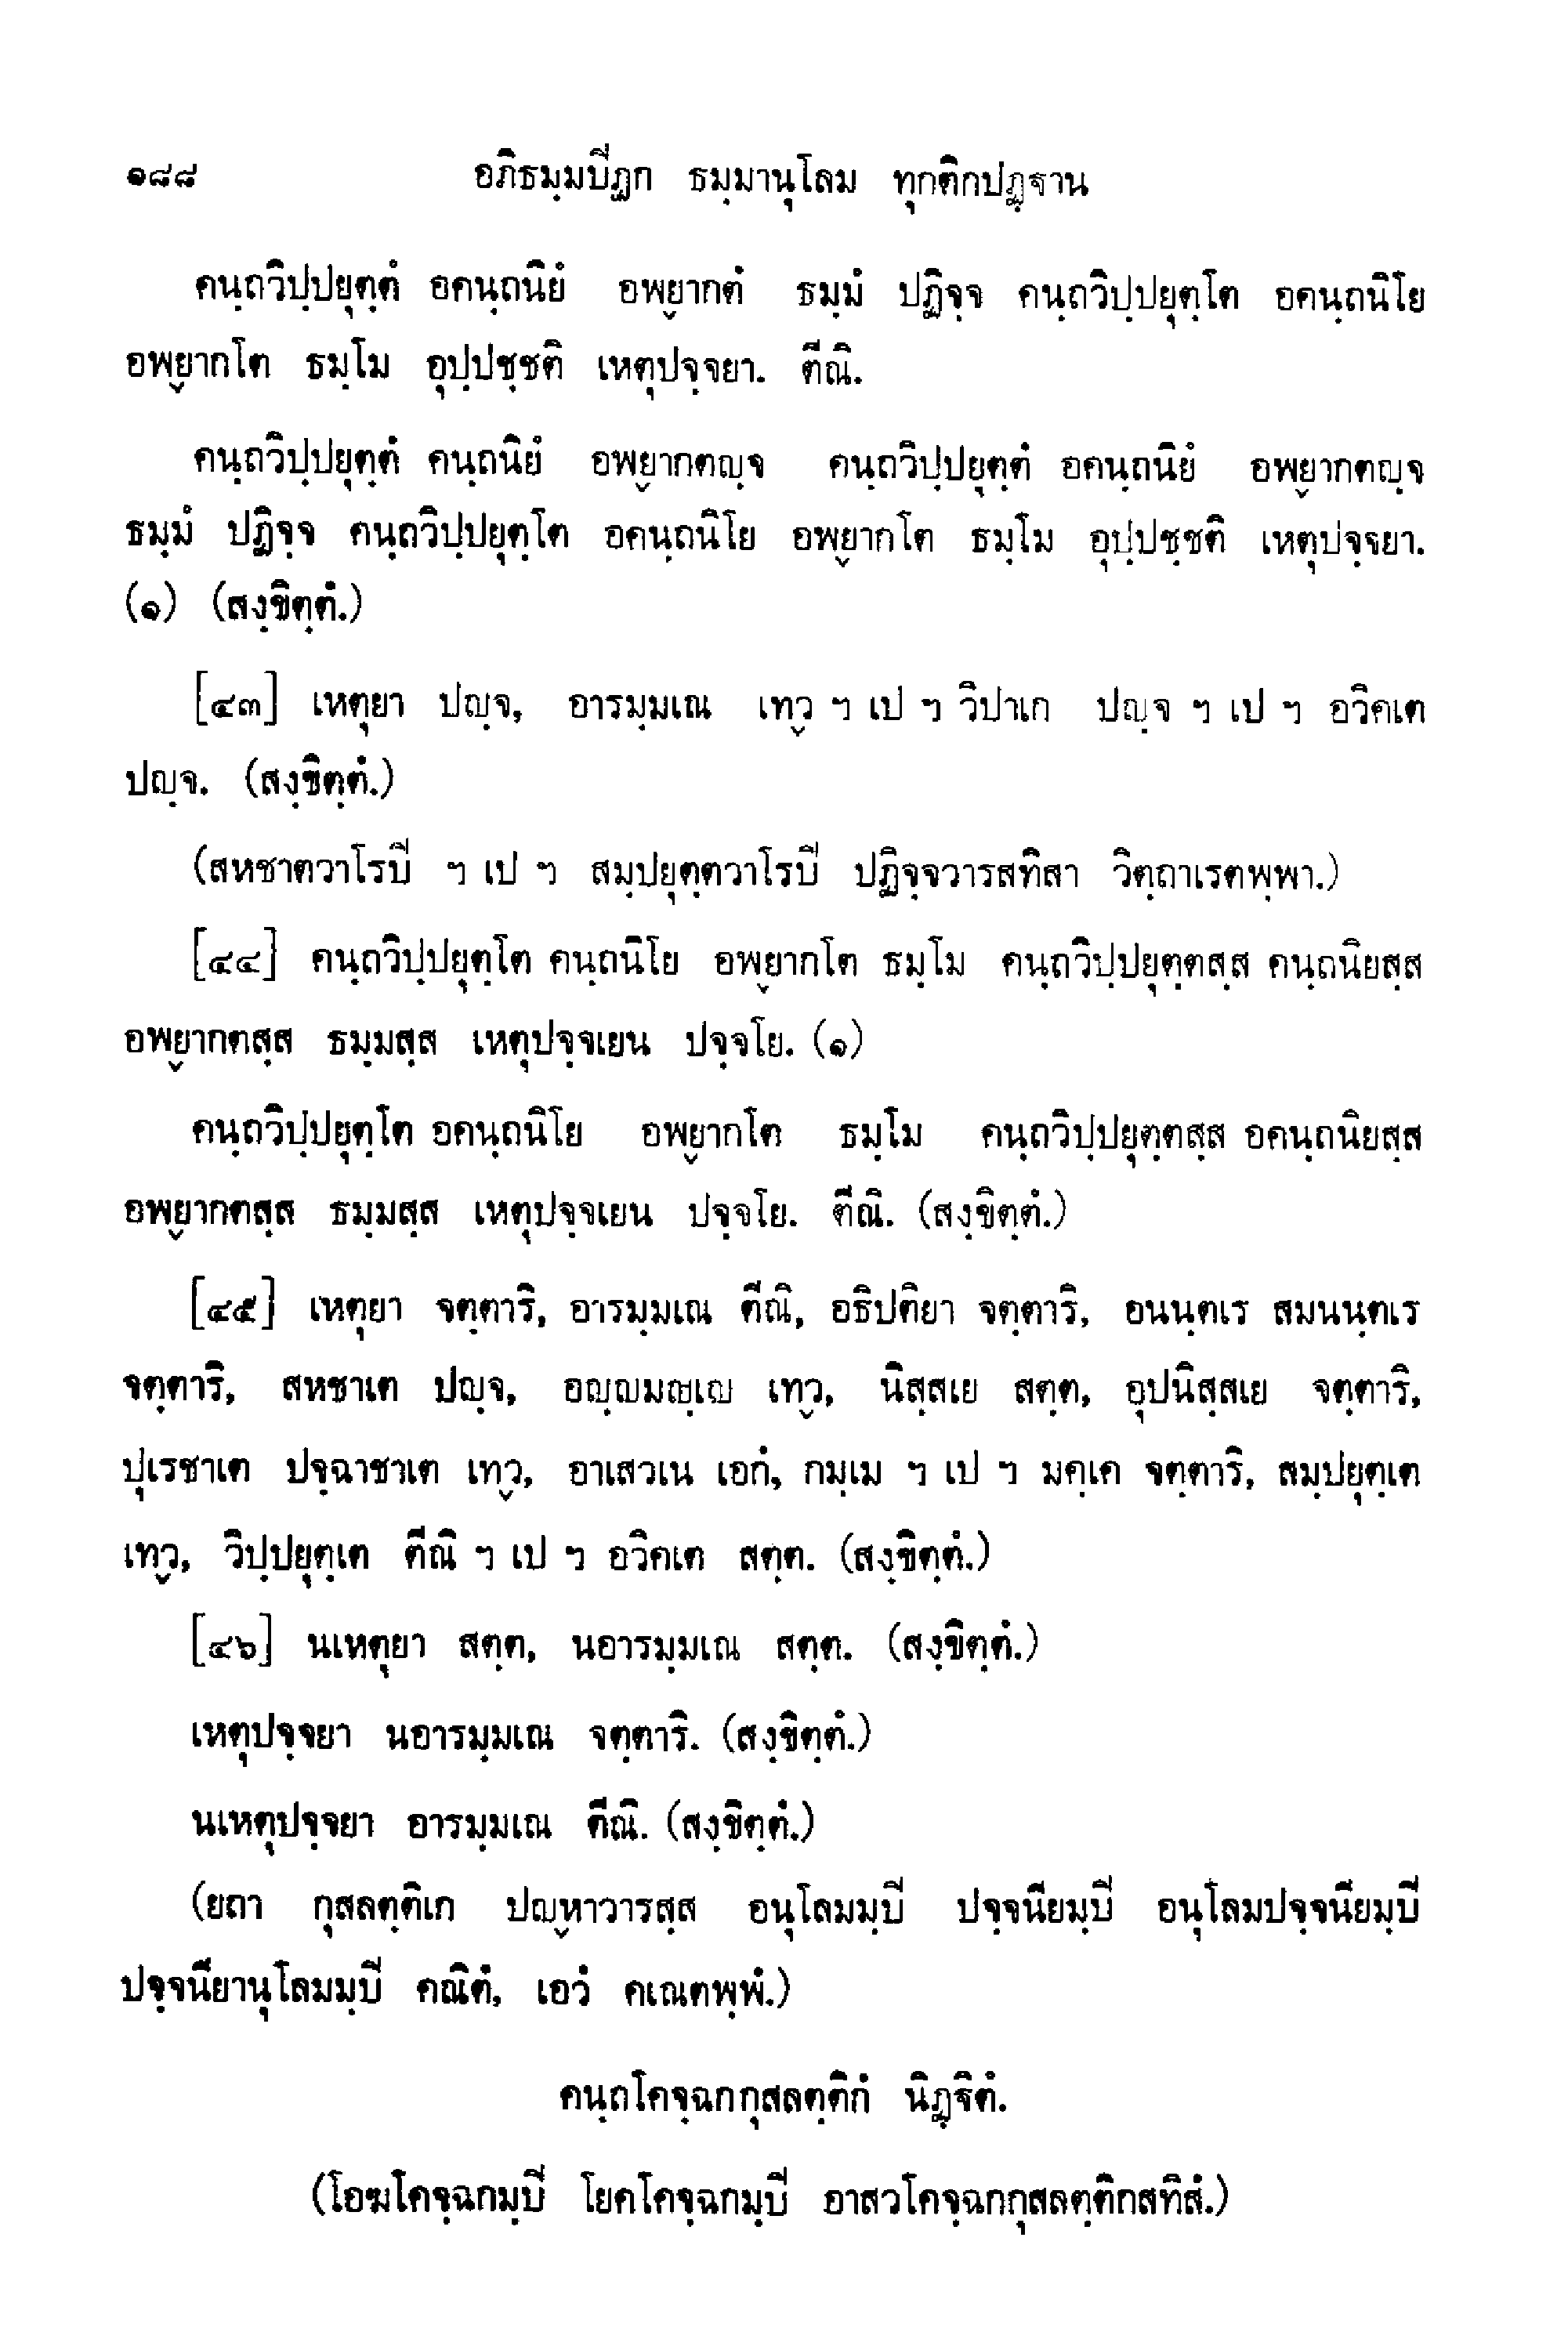 ๑๘๘ อภิธมฺมปิฏก ธมฺมานุโลม ทุกติกปฏฺฐาน
คนฺถวิปฺปยุตฺตํ อคนฺถนิยํ อพ๎ยากตํ ธมฺมํ ปฏิจฺจ คนฺถวิปฺปยุตฺโต อคนฺถนิโย
อพ๎ยากโต ธมฺโม อุปฺปชฺชติ เหตุปจฺจยา. ตีณิ.
คนฺถวิปฺปยุตฺตํ คนฺถนิยํ อพ๎ยากตญฺจ คนฺถวิปฺปยุตฺตํ อคนฺถนิยํ อพ๎ยากตญฺจ
ธมฺมํ ปฏิจฺจ คนฺถวิปฺปยุตฺโต อคนฺถนิโย อพ๎ยากโต ธมฺโม อุปฺปชฺชติ เหตุปจฺจยา.
(๑) (สงฺขิตฺตํ.)
[๔๓] เหตุยา ปญฺจ, อารมฺมเณ เท๎ว ฯ เป ฯ วิปาเก ปญฺจ ฯ เป ฯ อวิคเต
ปญฺจ. (สงฺขิตฺตํ.)
(สหชาตวาโรปิ ฯ เป ฯ สมฺปยุตฺตวาโรปิ ปฏิจฺจวารสทิสา วิตฺถาเรตพฺพา.)
[๔๔] คนฺถวิปฺปยุตฺโต คนฺถนิโย อพ๎ยากโต ธมฺโม คนฺถวิปฺปยุตฺตสฺส คนฺถนิยสฺส
อพ๎ยากตสฺส ธมฺมสฺส เหตุปจฺจเยน ปจฺจโย. (๑)
คนฺถวิปฺปยุตฺโต อคนฺถนิโย อพ๎ยากโต ธมฺโม คนฺถวิปฺปยุตฺตสฺส อคนฺถนิยสฺส
อพ๎ยากตสฺส ธมฺมสฺส เหตุปจฺจเยน ปจฺจโย. ตีณิ. (สงฺขิตฺตํ.)
[๔๕] เหตุยา จตฺตาริ, อารมฺมเณ ตีณิ, อธิปติยา จตฺตาริ, อนนฺตเร สมนนฺตเร
จตฺตาริ, สหชาเต ปญฺจ, อญฺญมญฺเญ เท๎ว, นิสฺสเย สตฺต, อุปนิสฺสเย จตฺตาริ,
ปุเรชาเต ปจฺฉาชาเต เท๎ว, อาเสวเน เอกํ, กมฺเม ฯ เป ฯ มคฺเค จตฺตาริ, สมฺปยุตฺเต
เท๎ว, วิปฺปยุตฺเต ตีณิ ฯ เป ฯ อวิคเต สตฺต. (สงฺขิตฺตํ.)
[๔๖] นเหตุยา สตฺต, นอารมฺมเณ สตฺต. (สงฺขิตฺตํ.)
เหตุปจฺจยา นอารมฺมเณ จตฺตาริ. (สงฺขิตฺตํ.)
นเหตุปจฺจยา อารมฺมเณ ตีณิ. (สงฺขิตฺตํ.)
(ยถา กุสลตฺติเก ปญ๎หาวารสฺส อนุโลมมฺปิ ปจฺจนียมฺปิ อนุโลมปจฺจนียมฺปิ
ปจฺจนียานุโลมมฺปิ คณิตํ, เอวํ คเณตพฺพํ.)
คนฺถโคจฺฉกกุสลตฺติกํ นิฏฺฐิตํ.
(โอฆโคจฺฉกมฺปิ โยคโคจฺฉกมฺปิ อาสวโคจฺฉกกุสลตฺติกสทิสํ.)